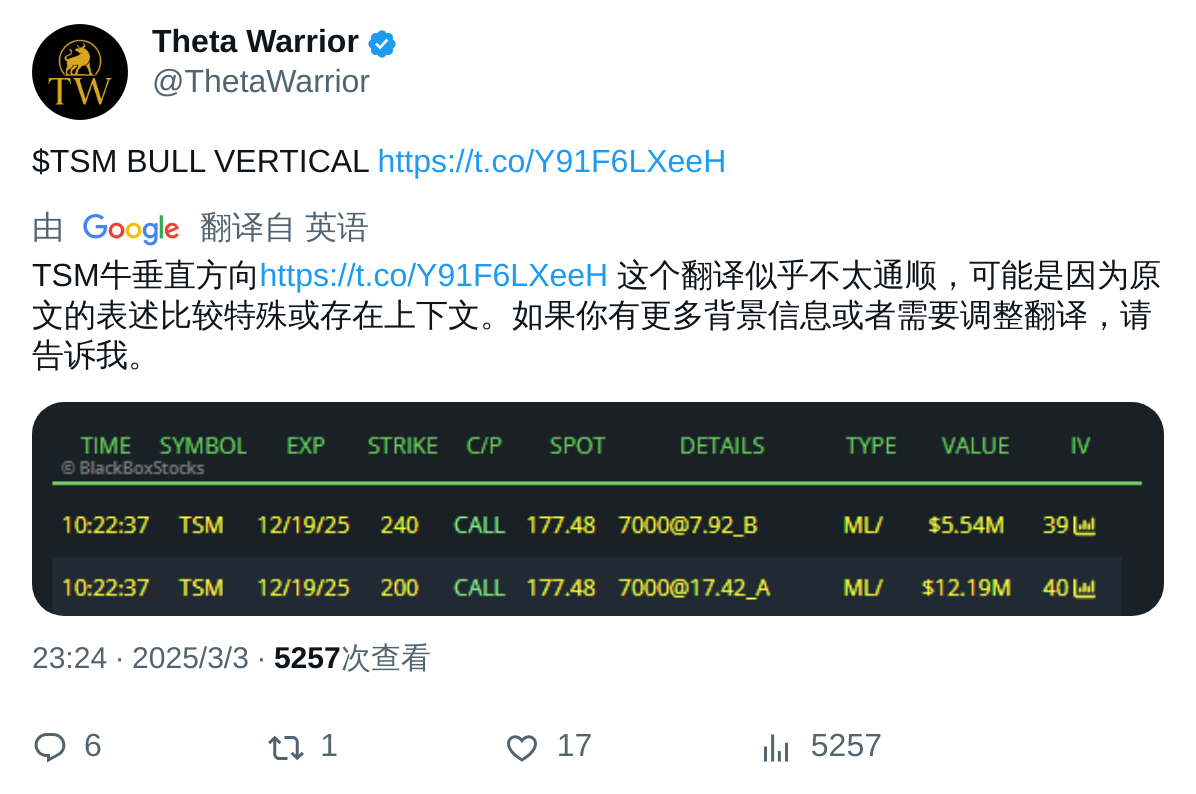 TW
Theta Warrior
@ThetaWarrior
$TSM BULL VERTICAL https://t.co/Y91F6LXeeH
由 Google 翻译自 英语
TSM牛垂直方向https://t.co/Y91F6LXeeH 这个翻译似乎不太通顺，可能是因为原
文的表述比较特殊或存在上下文。如果你有更多背景信息或者需要调整翻译，请
告诉我。
TIME SYMBOL EXP STRIKE C/P SPOT DETAILS TYPE VALUE IV
© BlackBoxStocks
10:22:37 TSM 12/19/25 240 CALL 177.48 7000@7.92_B ML/ $5.54M 39
10:22:37 TSM 12/19/25 200 CALL 177.48 7000@17.42_A ML/ $12.19M 40
23:24 · 2025/3/3 · 5257次查看
6 1 17 5257